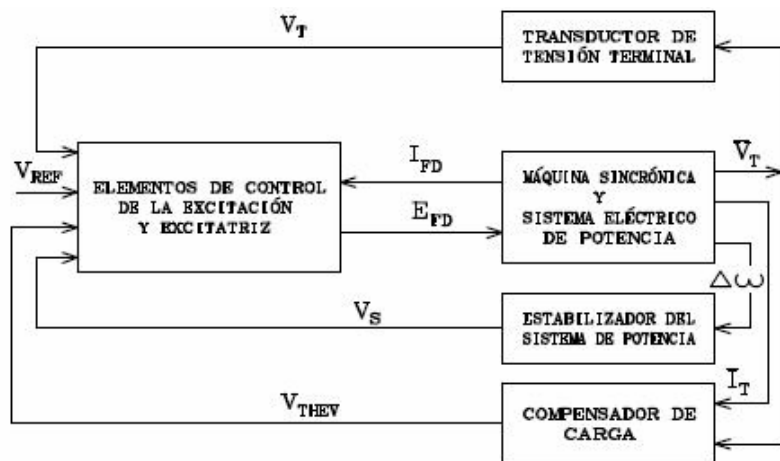 V_T
TRANSDUCTOR DE
TENSIÓN TERMINAL
V_REF
ELEMENTOS DE CONTROL
DE LA EXCITACIÓN
Y EXCITATRIZ
I_FD
E_FD
MÁQUINA SINCRÓNICA
Y
SISTEMA ELÉCTRICO
DE POTENCIA
V_T
Δω
V_S
ESTABILIZADOR DEL
SISTEMA DE POTENCIA
I_T
V_THEV
COMPENSADOR DE
CARGA